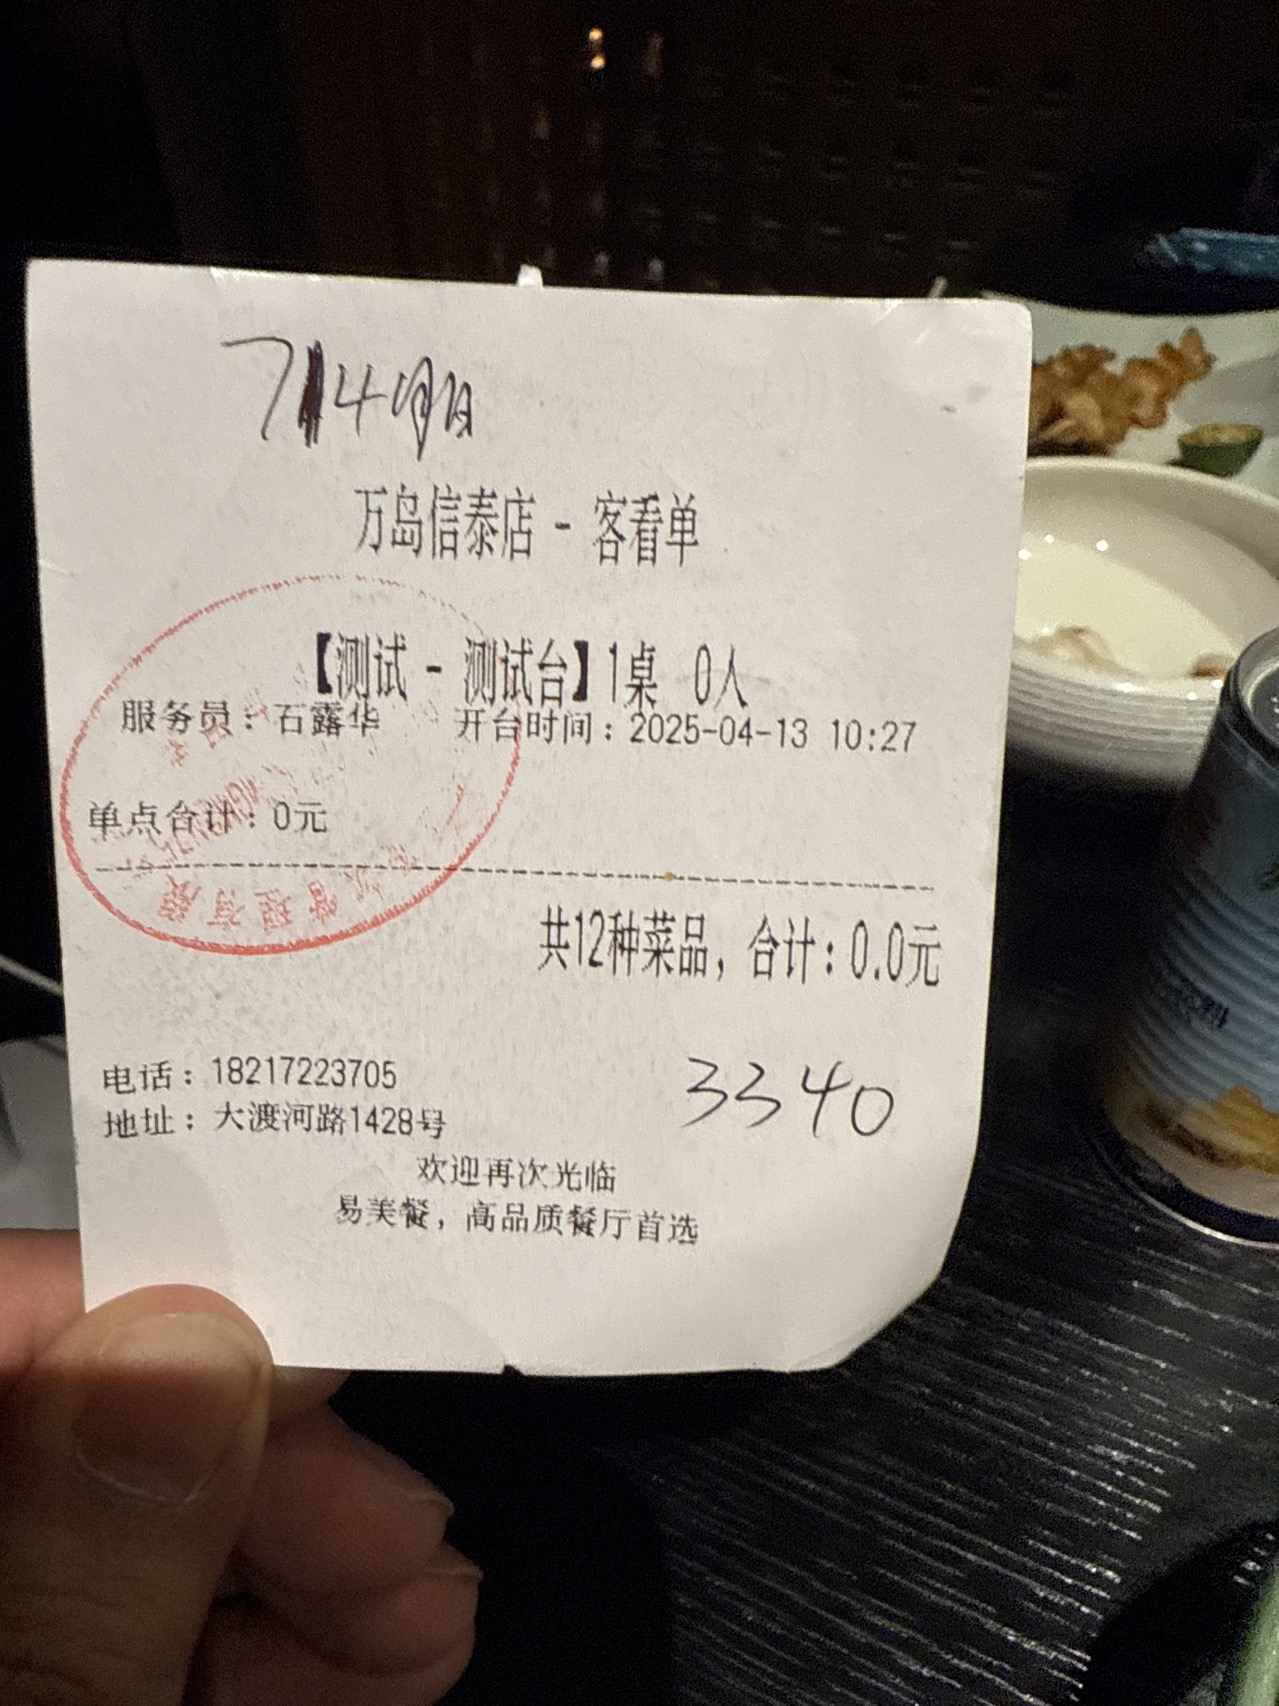 万岛信泰店 - 客看单
【测试 - 测试台】1桌 0人
服务员：石露华 开台时间：2025-04-13 10:27
单点合计：0元
共12种菜品，合计：0.0元
电话：18217223705
地址：大渡河路1428号
3340
欢迎再次光临
易美餐，高品质餐厅首选